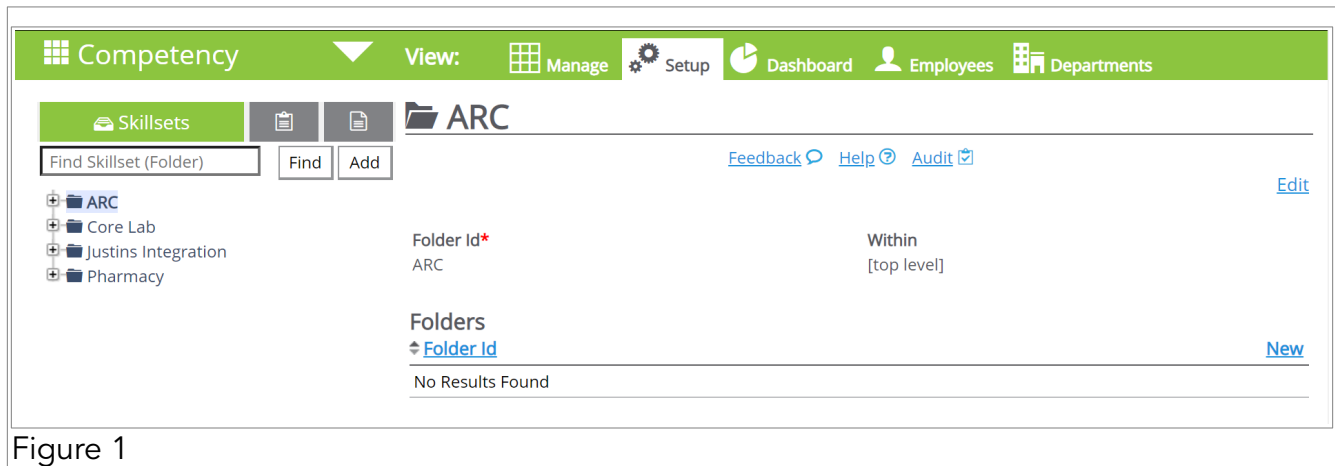 Competency View: Manage Setup Dashboard Employees Departments
Skillsets
Find Skillset (Folder) Find Add
ARC
Core Lab
Justins Integration
Pharmacy
ARC
Feedback Help Audit
Edit
Folder Id* Within
ARC [top level]
Folders
Folder Id New
No Results Found
Figure 1